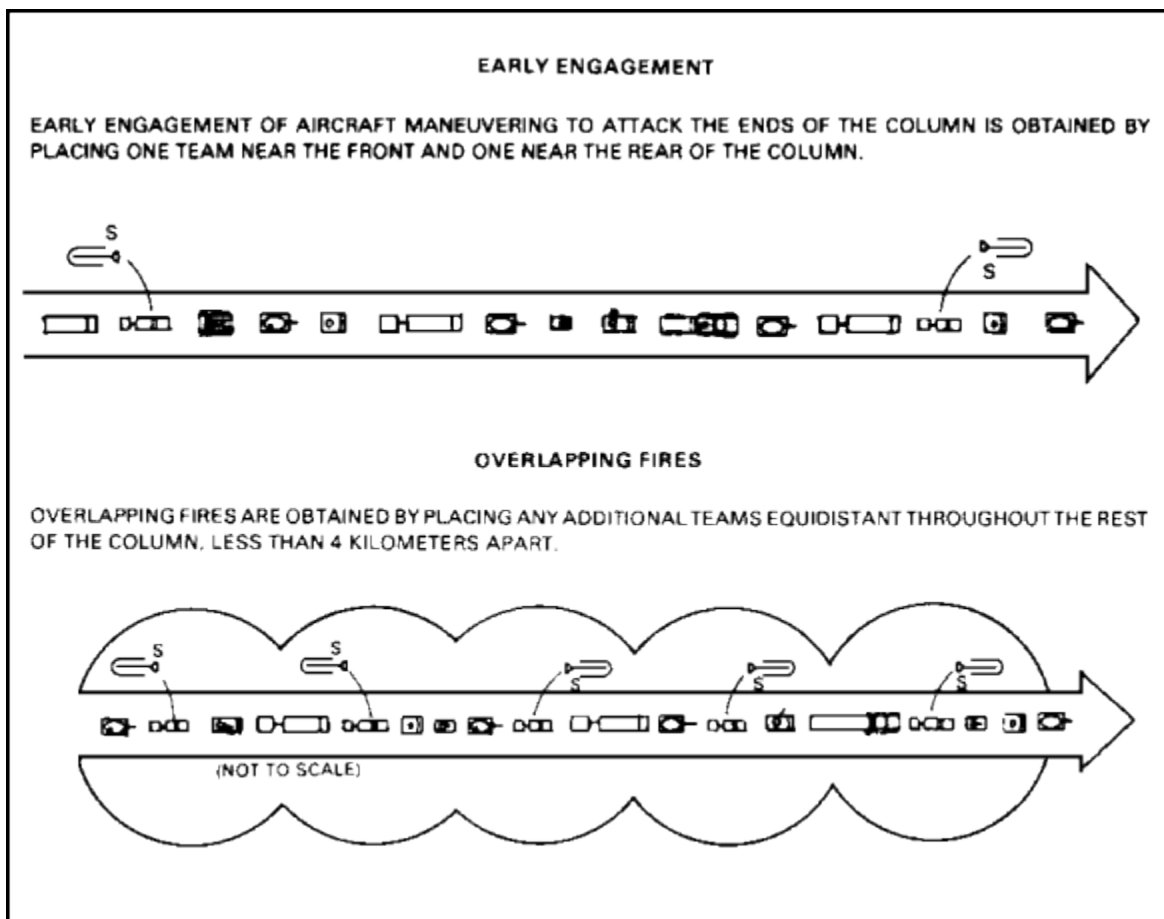 EARLY ENGAGEMENT
EARLY ENGAGEMENT OF AIRCRAFT MANEUVERING TO ATTACK THE ENDS OF THE COLUMN IS OBTAINED BY
PLACING ONE TEAM NEAR THE FRONT AND ONE NEAR THE REAR OF THE COLUMN.
S
S
OVERLAPPING FIRES
OVERLAPPING FIRES ARE OBTAINED BY PLACING ANY ADDITIONAL TEAMS EQUIDISTANT THROUGHOUT THE REST
OF THE COLUMN, LESS THAN 4 KILOMETERS APART.
S
S
S
S
S
(NOT TO SCALE)